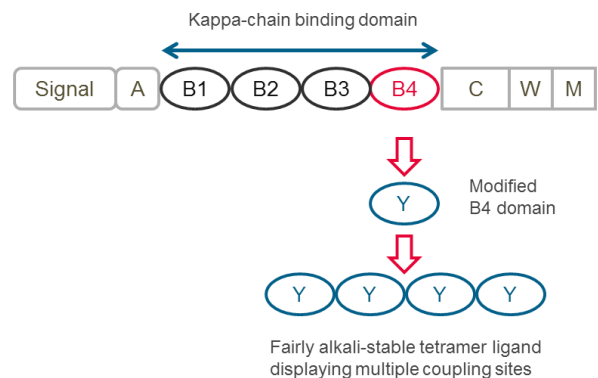 Kappa-chain binding domain
Signal A B1 B2 B3 B4 C W M
Y
Modified
B4 domain
Y Y Y Y
Fairly alkali-stable tetramer ligand
displaying multiple coupling sites